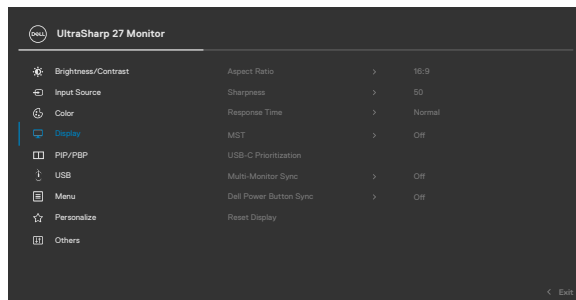 DELL UltraSharp 27 Monitor
Brightness/Contrast Aspect Ratio > 16:9
Input Source Sharpness > 50
Color Response Time > Normal
Display MST > Off
PIP/PBP USB-C Prioritization
USB Multi-Monitor Sync > Off
Menu Dell Power Button Sync > Off
Personalize Reset Display
Others
< Exit